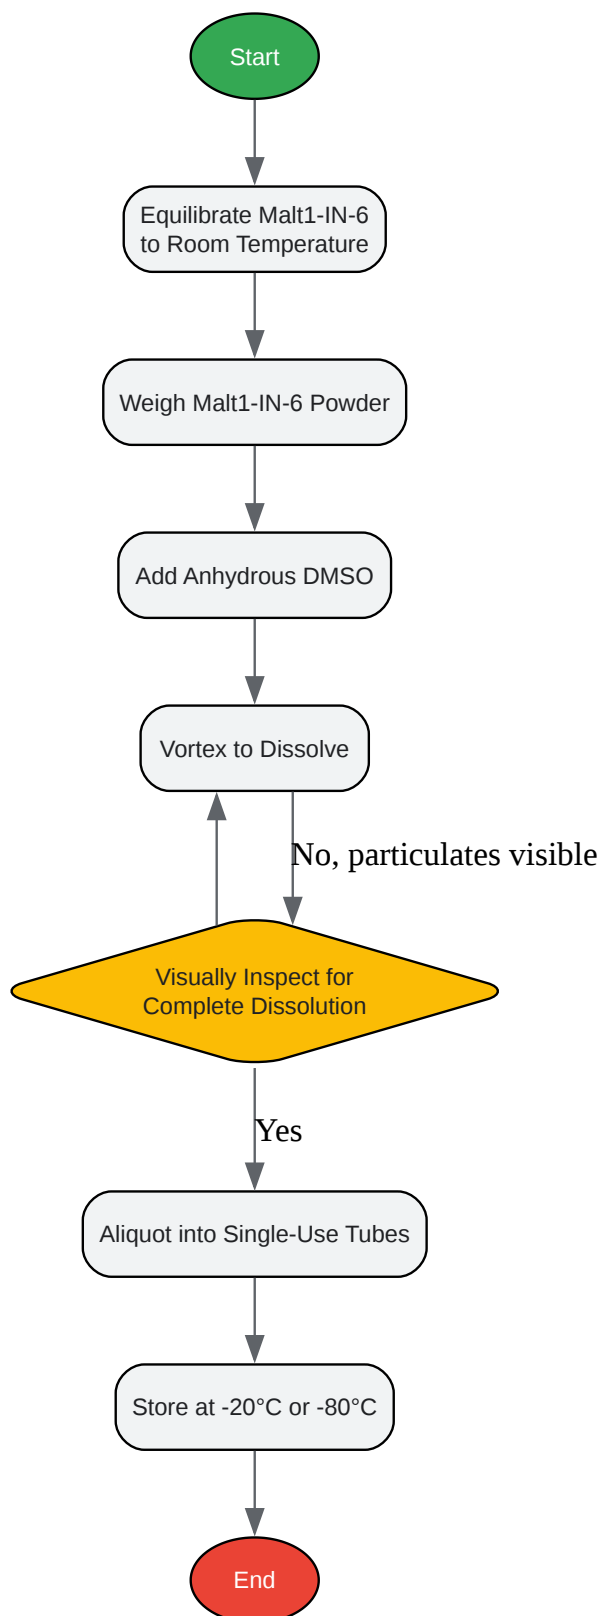 Start
Equilibrate Malt1-IN-6
to Room Temperature
Weigh Malt1-IN-6 Powder
Add Anhydrous DMSO
Vortex to Dissolve
No, particulates visible
Visually Inspect for
Complete Dissolution
Yes
Aliquot into Single-Use Tubes
Store at -20°C or -80°C
End